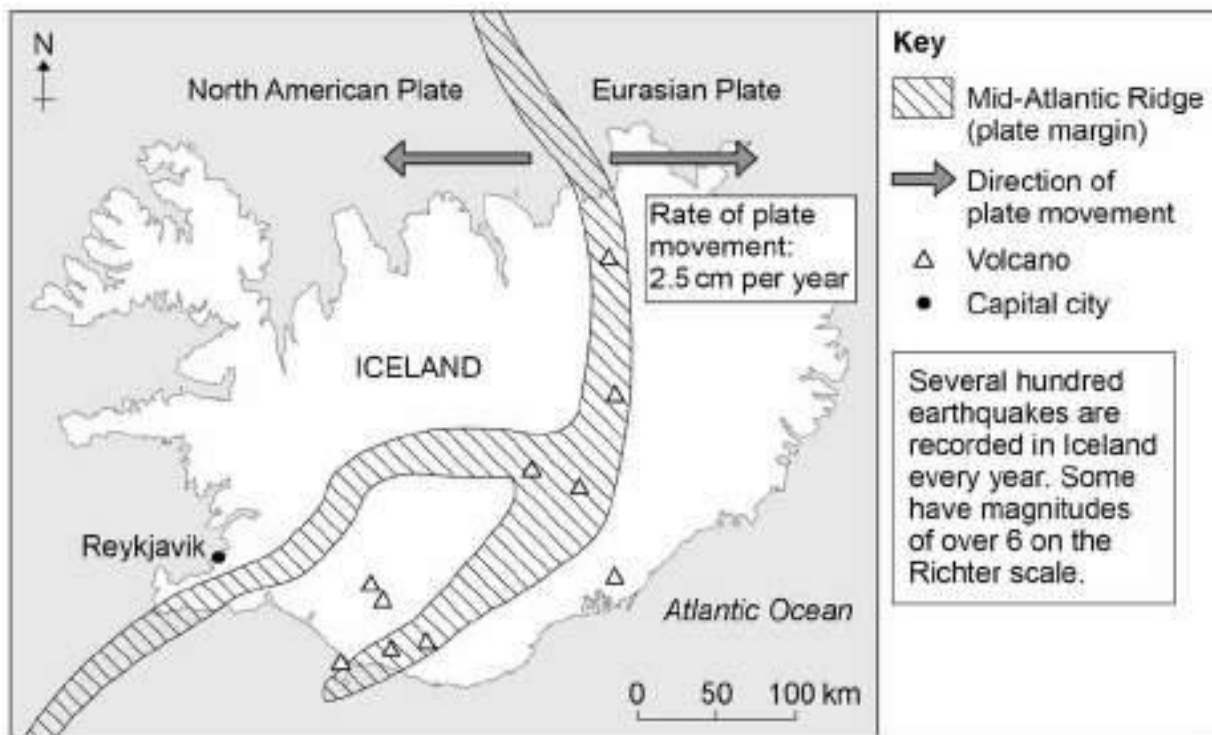 N
North American Plate
Eurasian Plate
Rate of plate
movement:
2.5 cm per year
ICELAND
Reykjavik
Atlantic Ocean
0 50 100 km
Key
Mid-Atlantic Ridge
(plate margin)
Direction of
plate movement
Volcano
Capital city
Several hundred
earthquakes are
recorded in Iceland
every year. Some
have magnitudes
of over 6 on the
Richter scale.